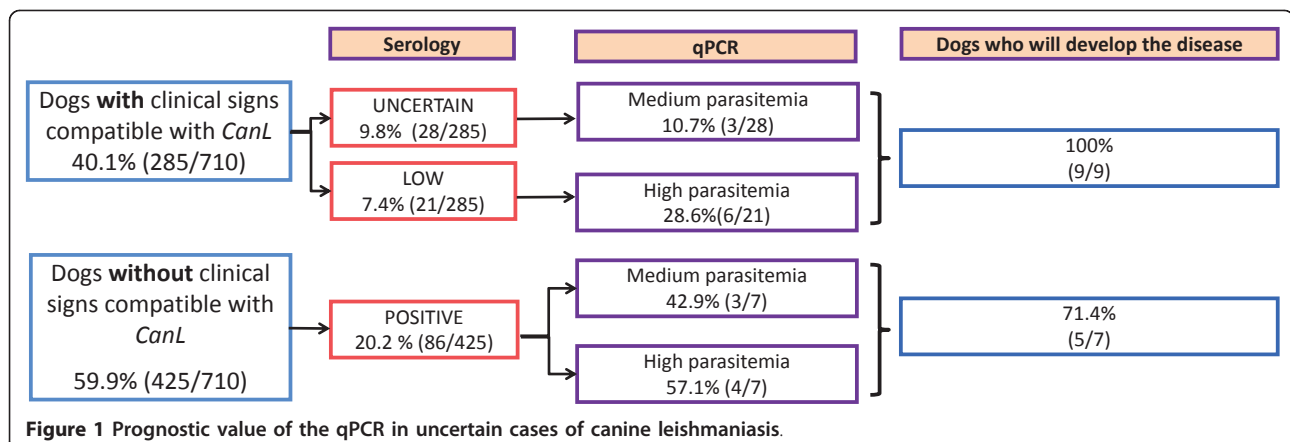 Serology
qPCR
Dogs who will develop the disease
Dogs with clinical signs
compatible with CanL
40.1% (285/710)
UNCERTAIN
9.8% (28/285)
LOW
7.4% (21/285)
Medium parasitemia
10.7% (3/28)
High parasitemia
28.6%(6/21)
100%
(9/9)
Dogs without clinical
signs compatible with
CanL
59.9% (425/710)
POSITIVE
20.2 % (86/425)
Medium parasitemia
42.9% (3/7)
High parasitemia
57.1% (4/7)
71.4%
(5/7)
Figure 1 Prognostic value of the qPCR in uncertain cases of canine leishmaniasis.